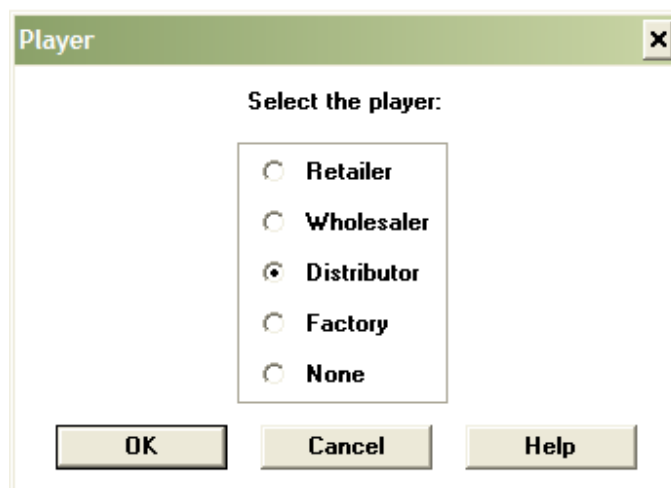 Player
Select the player:
Retailer
Wholesaler
Distributor
Factory
None
OK Cancel Help